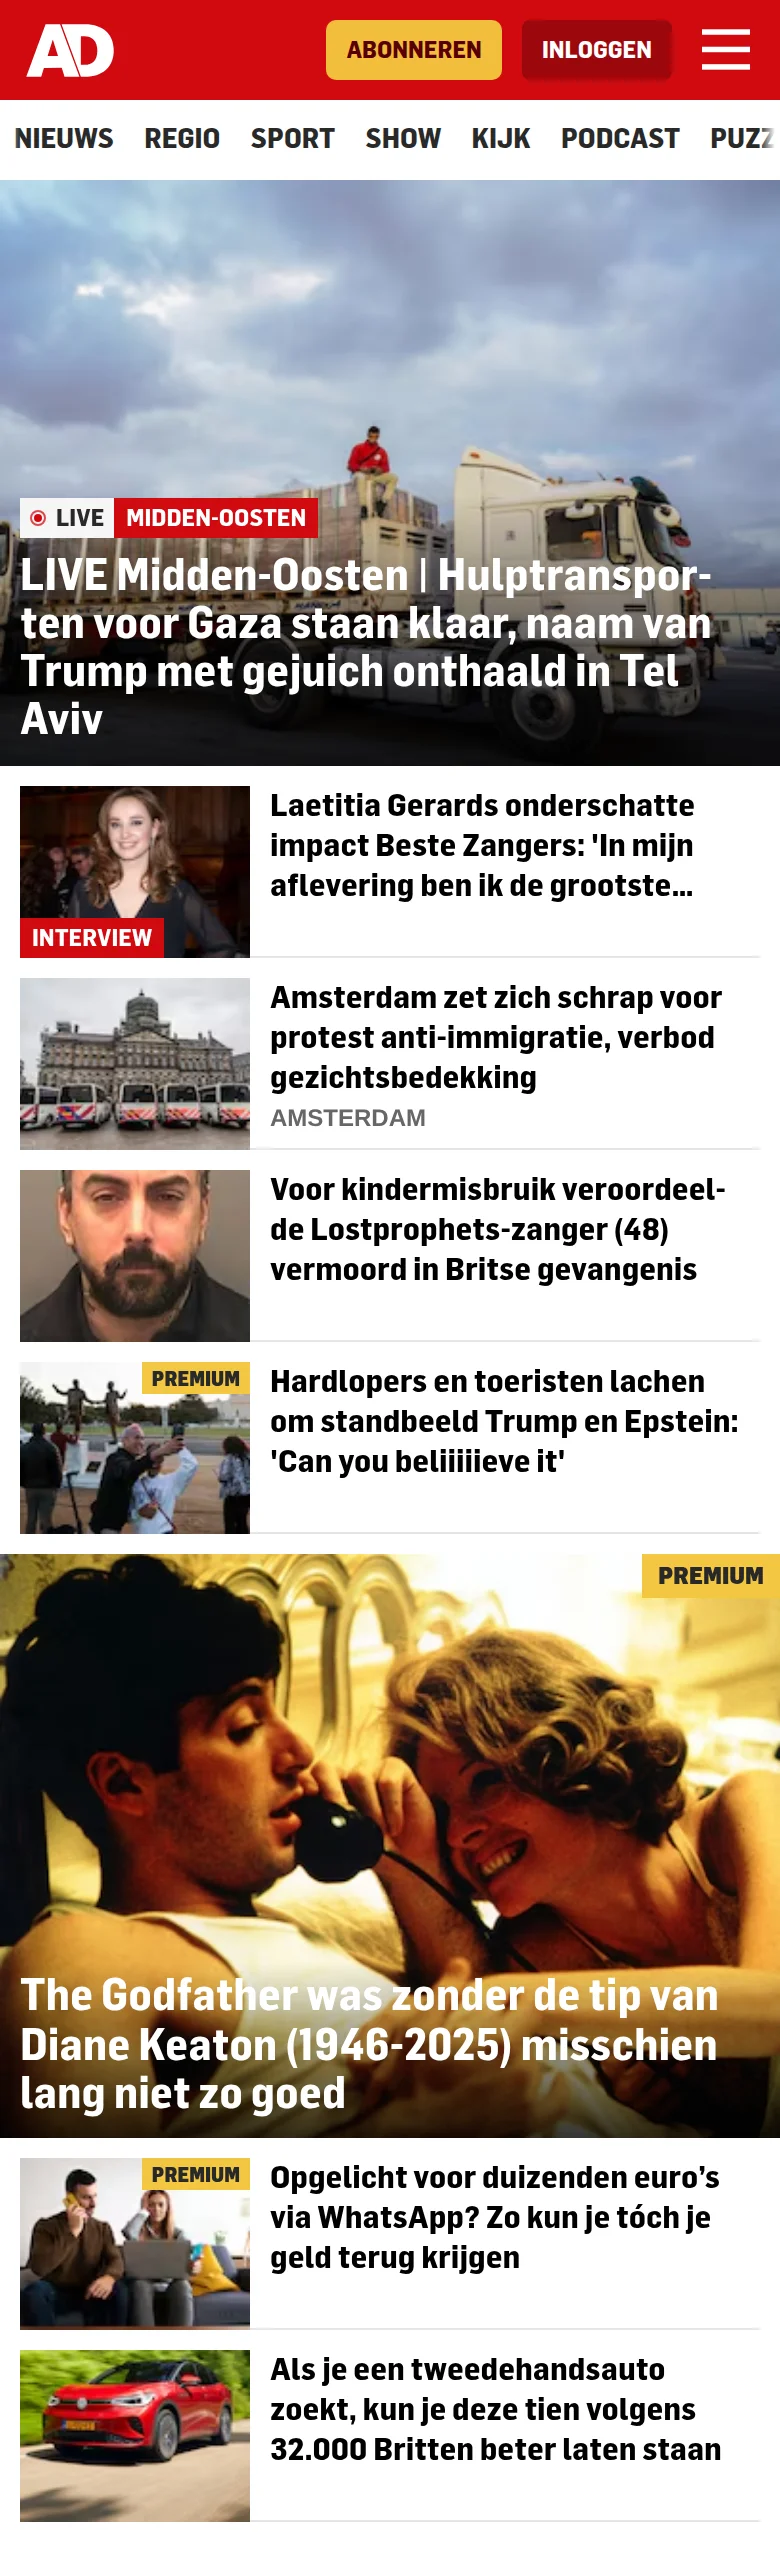 AD
ABONNEREN
INLOGGEN
NIEUWS REGIO SPORT SHOW KIJK PODCAST PUZZ
LIVE
MIDDEN-OOSTEN
LIVE Midden-Oosten | Hulptranspor-
ten voor Gaza staan klaar, naam van
Trump met gejuich onthaald in Tel
Aviv
INTERVIEW
Laetitia Gerards onderschatte
impact Beste Zangers: 'In mijn
aflevering ben ik de grootste...
Amsterdam zet zich schrap voor
protest anti-immigratie, verbod
gezichtsbedekking
AMSTERDAM
Voor kindermisbruik veroordeel-
de Lostprophets-zanger (48)
vermoord in Britse gevangenis
PREMIUM
Hardlopers en toeristen lachen
om standbeeld Trump en Epstein:
'Can you beliiiiieve it'
PREMIUM
The Godfather was zonder de tip van
Diane Keaton (1946-2025) misschien
lang niet zo goed
PREMIUM
Opgelicht voor duizenden euro’s
via WhatsApp? Zo kun je tóch je
geld terug krijgen
Als je een tweedehandsauto
zoekt, kun je deze tien volgens
32.000 Britten beter laten staan